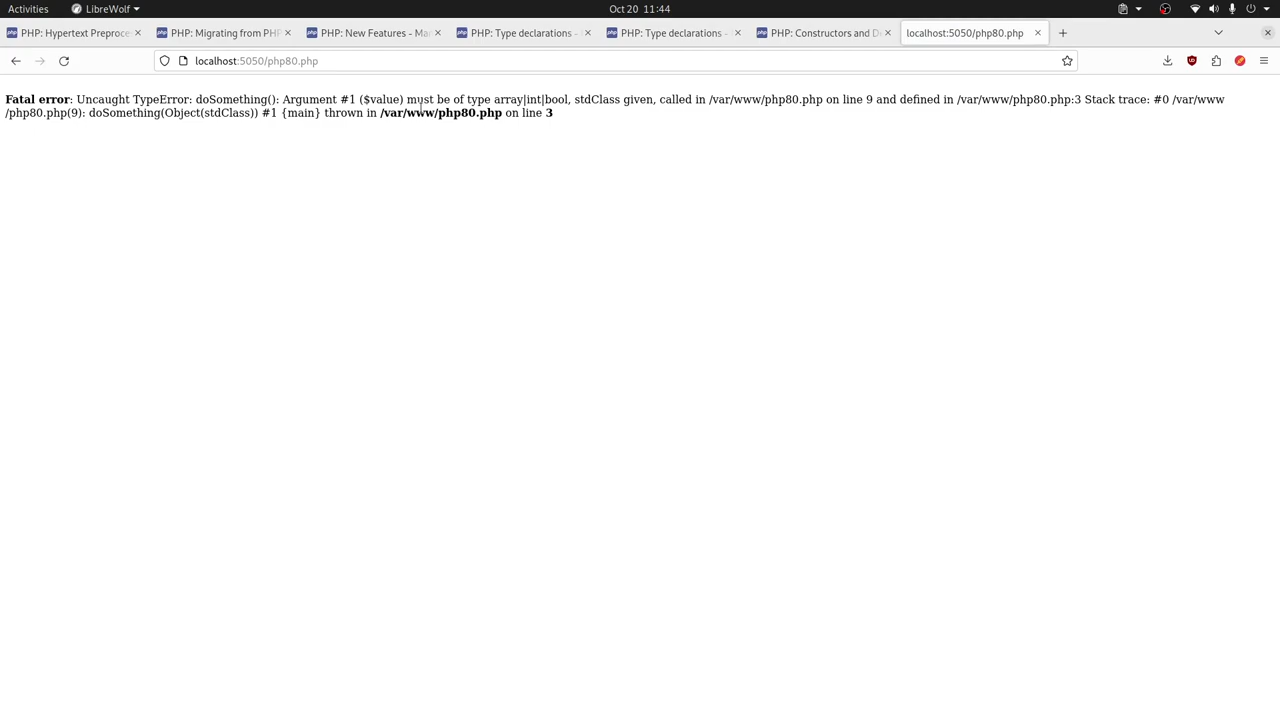 Activities LibreWolf Oct 20 11:44
PHP: Hypertext Preproce PHP: Migrating from PHP PHP: New Features - Ma PHP: Type declarations - PHP: Type declarations - PHP: Constructors and De localhost:5050/php80.php
localhost:5050/php80.php
Fatal error: Uncaught TypeError: doSomething(): Argument #1 ($value) must be of type array|int|bool, stdClass given, called in /var/www/php80.php on line 9 and defined in /var/www/php80.php:3 Stack trace: #0 /var/www
/php80.php(9): doSomething(Object(stdClass)) #1 {main} thrown in /var/www/php80.php on line 3